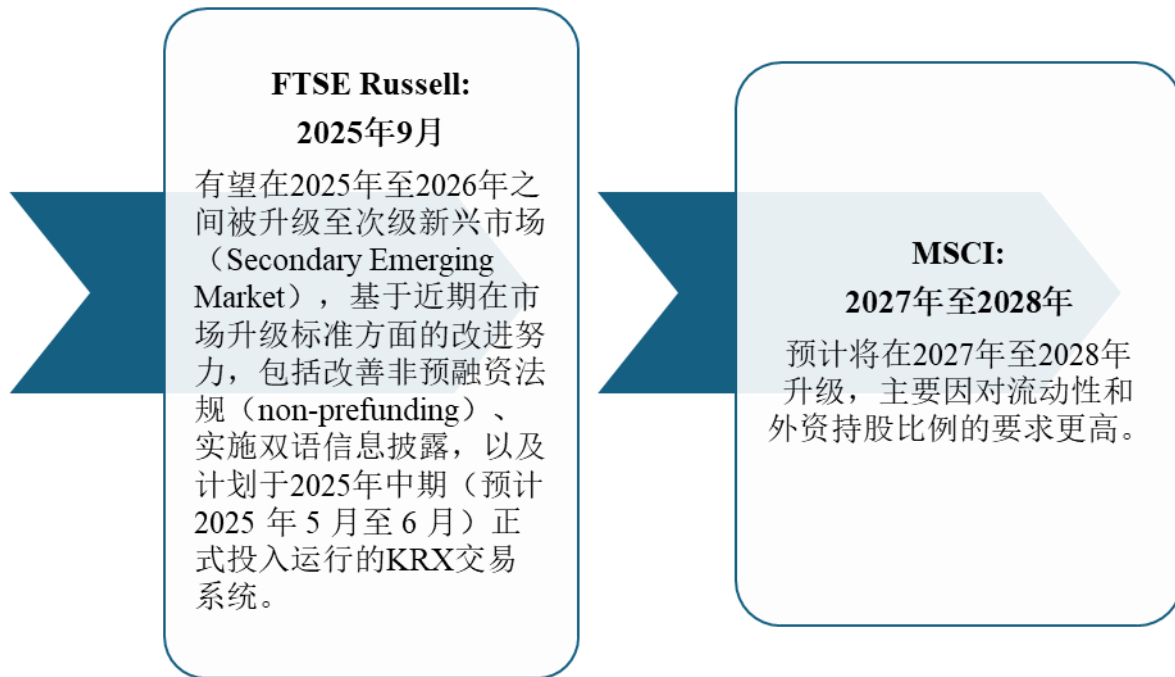 FTSE Russell:
2025年9月
有望在2025年至2026年之
间被升级至次级新兴市场
（Secondary Emerging
Market），基于近期在市
场升级标准方面的改进努
力，包括改善非预融资法
规（non-prefunding）、
实施双语信息披露，以及
计划于2025年中期（预计
2025 年 5 月至 6 月）正
式投入运行的KRX交易
系统。
MSCI:
2027年至2028年
预计将在2027年至2028年
升级，主要因对流动性和
外资持股比例的要求更高。